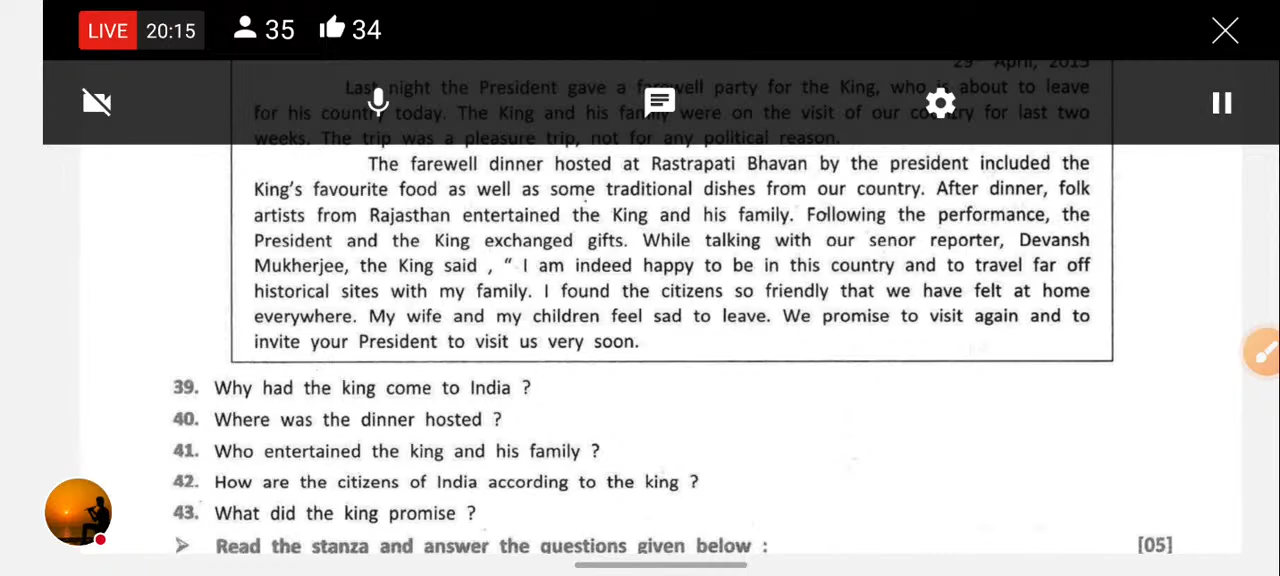 LIVE 20:15 35 34
29 April, 2015
Last night the President gave a farewell party for the King, who is about to leave
for his country today. The King and his family were on the visit of our country for last two
weeks. The trip was a pleasure trip, not for any political reason.
The farewell dinner hosted at Rastrapati Bhavan by the president included the
King's favourite food as well as some traditional dishes from our country. After dinner, folk
artists from Rajasthan entertained the King and his family. Following the performance, the
President and the King exchanged gifts. While talking with our senor reporter, Devansh
Mukherjee, the King said , “ I am indeed happy to be in this country and to travel far off
historical sites with my family. I found the citizens so friendly that we have felt at home
everywhere. My wife and my children feel sad to leave. We promise to visit again and to
invite your President to visit us very soon.
39. Why had the king come to India ?
40. Where was the dinner hosted ?
41. Who entertained the king and his family ?
42. How are the citizens of India according to the king ?
43. What did the king promise ?
➢ Read the stanza and answer the questions given below : [05]